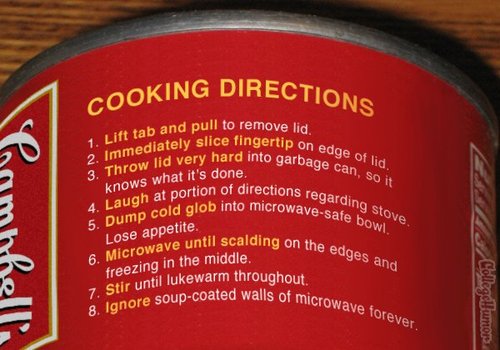 COOKING DIRECTIONS
1. Lift tab and pull to remove lid.
2. Immediately slice fingertip on edge of lid.
3. Throw lid very hard into garbage can, so it
knows what it's done.
4. Laugh at portion of directions regarding stove.
5. Dump cold glob into microwave-safe bowl.
Lose appetite.
6. Microwave until scalding on the edges and
freezing in the middle.
7. Stir until lukewarm throughout.
8. Ignore soup-coated walls of microwave forever.
Campbell's
CollegeHumor